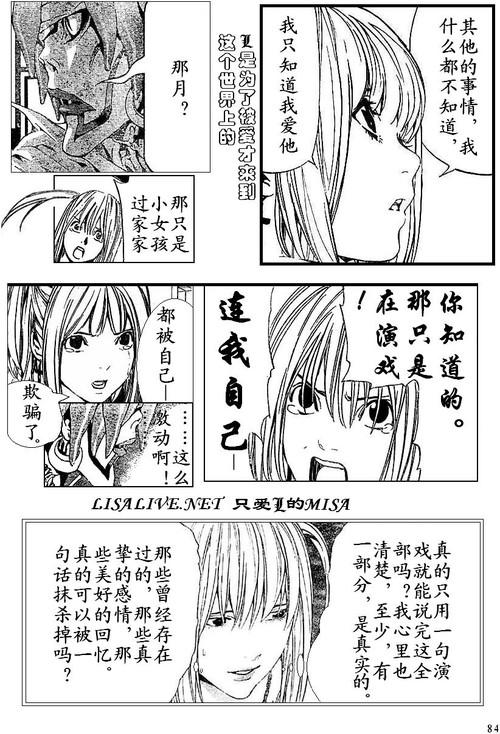 其他的事情，我
什么都不知道，
我只知道我爱他
L是为了被爱才来到
这个世界上的
那月？
那只是
小女孩
过家家
你知道的。
那只是
在演戏
！
连我自己—
都被自己—
欺骗了。
……这么
激动啊！
LISALIVE.NET 只爱L的MISA
真的只用一句演
戏就能说完这全
部吗？我心里也
清楚，至少，有
一部分，是真实的。
那些曾经存在
过的，那些真
挚的感情，那
些美好的回忆。
真的可以被一
句话抹杀掉吗？
84